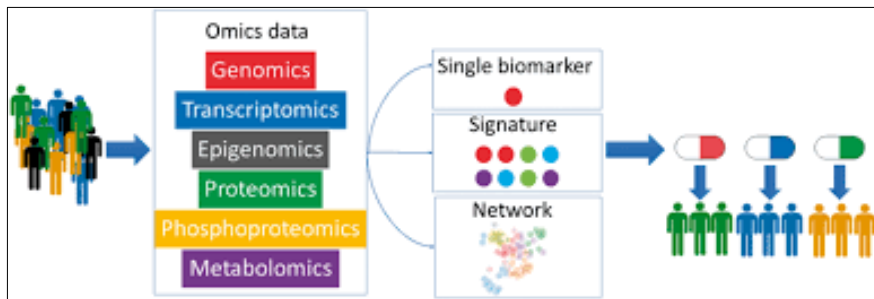 Omics data
Genomics
Transcriptomics
Epigenomics
Proteomics
Phosphoproteomics
Metabolomics
Single biomarker
Signature
Network